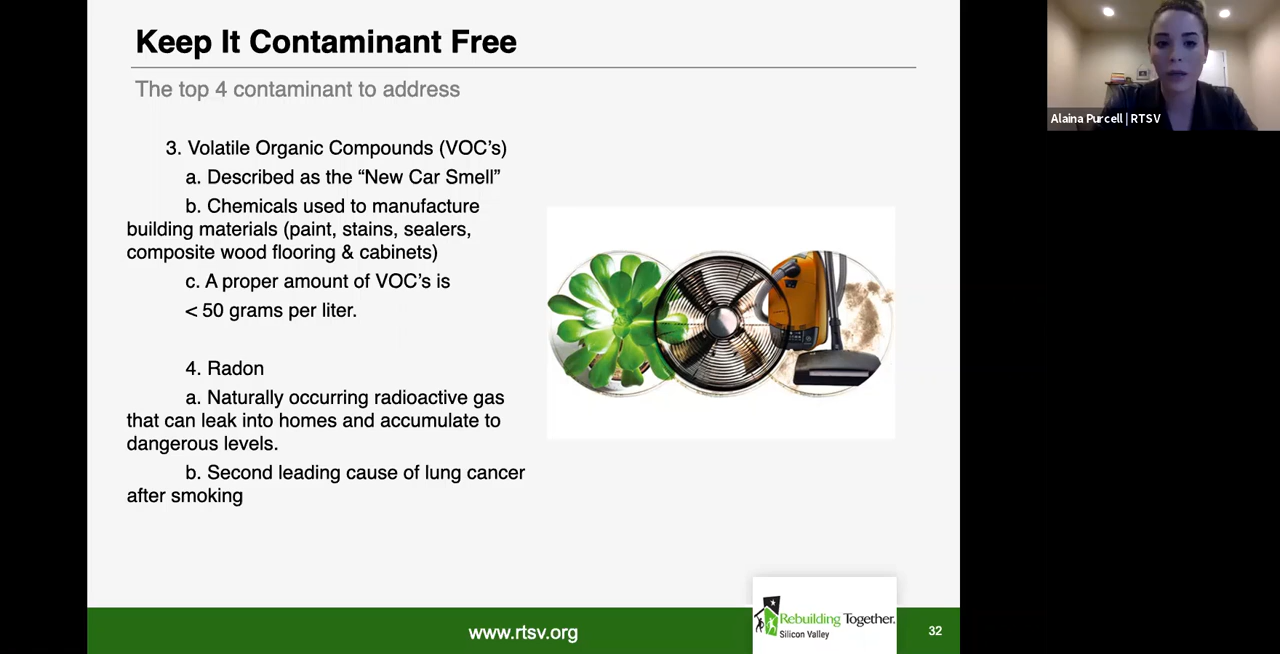 Keep It Contaminant Free
The top 4 contaminant to address
3. Volatile Organic Compounds (VOC’s)
a. Described as the “New Car Smell”
b. Chemicals used to manufacture
building materials (paint, stains, sealers,
composite wood flooring & cabinets)
c. A proper amount of VOC’s is
< 50 grams per liter.
4. Radon
a. Naturally occurring radioactive gas
that can leak into homes and accumulate to
dangerous levels.
b. Second leading cause of lung cancer
after smoking
www.rtsv.org
Rebuilding Together.
Silicon Valley
32
Alaina Purcell | RTSV